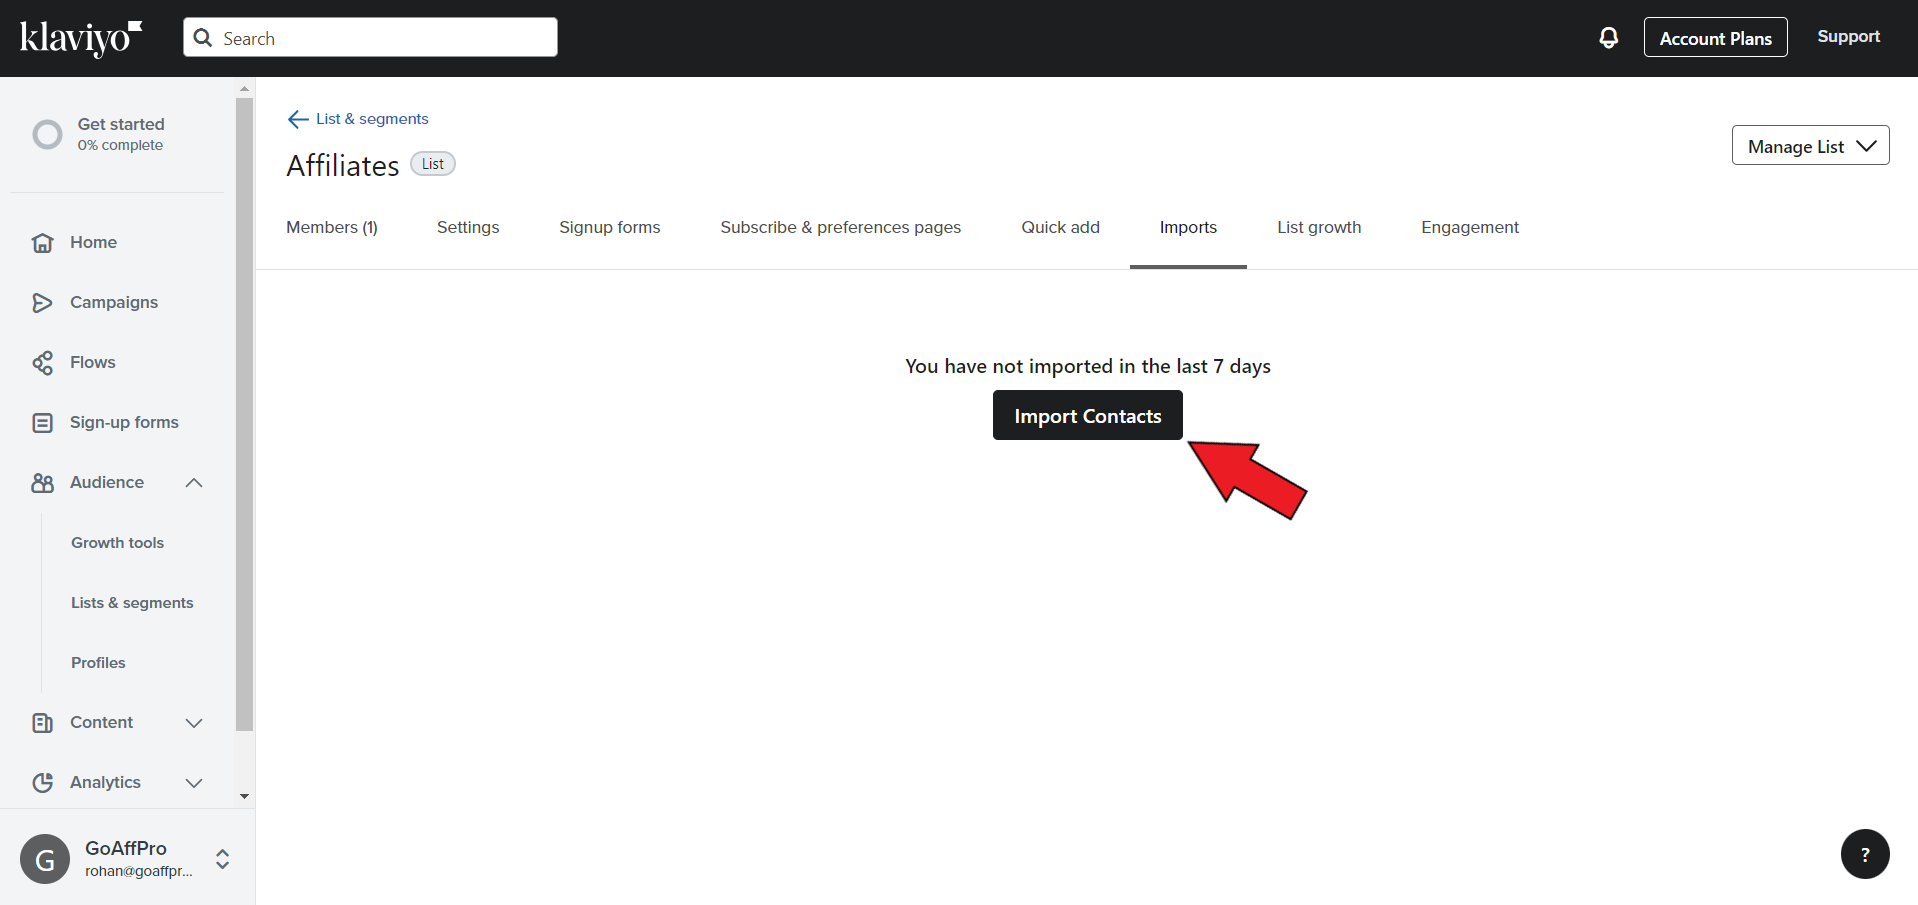 klaviyo
Search
Account Plans
Support
Get started
0% complete
Home
Campaigns
Flows
Sign-up forms
Audience
Growth tools
Lists & segments
Profiles
Content
Analytics
G
GoAffPro
rohan@goaffpr...
List & segments
Affiliates List
Manage List
Members (1) Settings Signup forms Subscribe & preferences pages Quick add Imports List growth Engagement
You have not imported in the last 7 days
Import Contacts
?